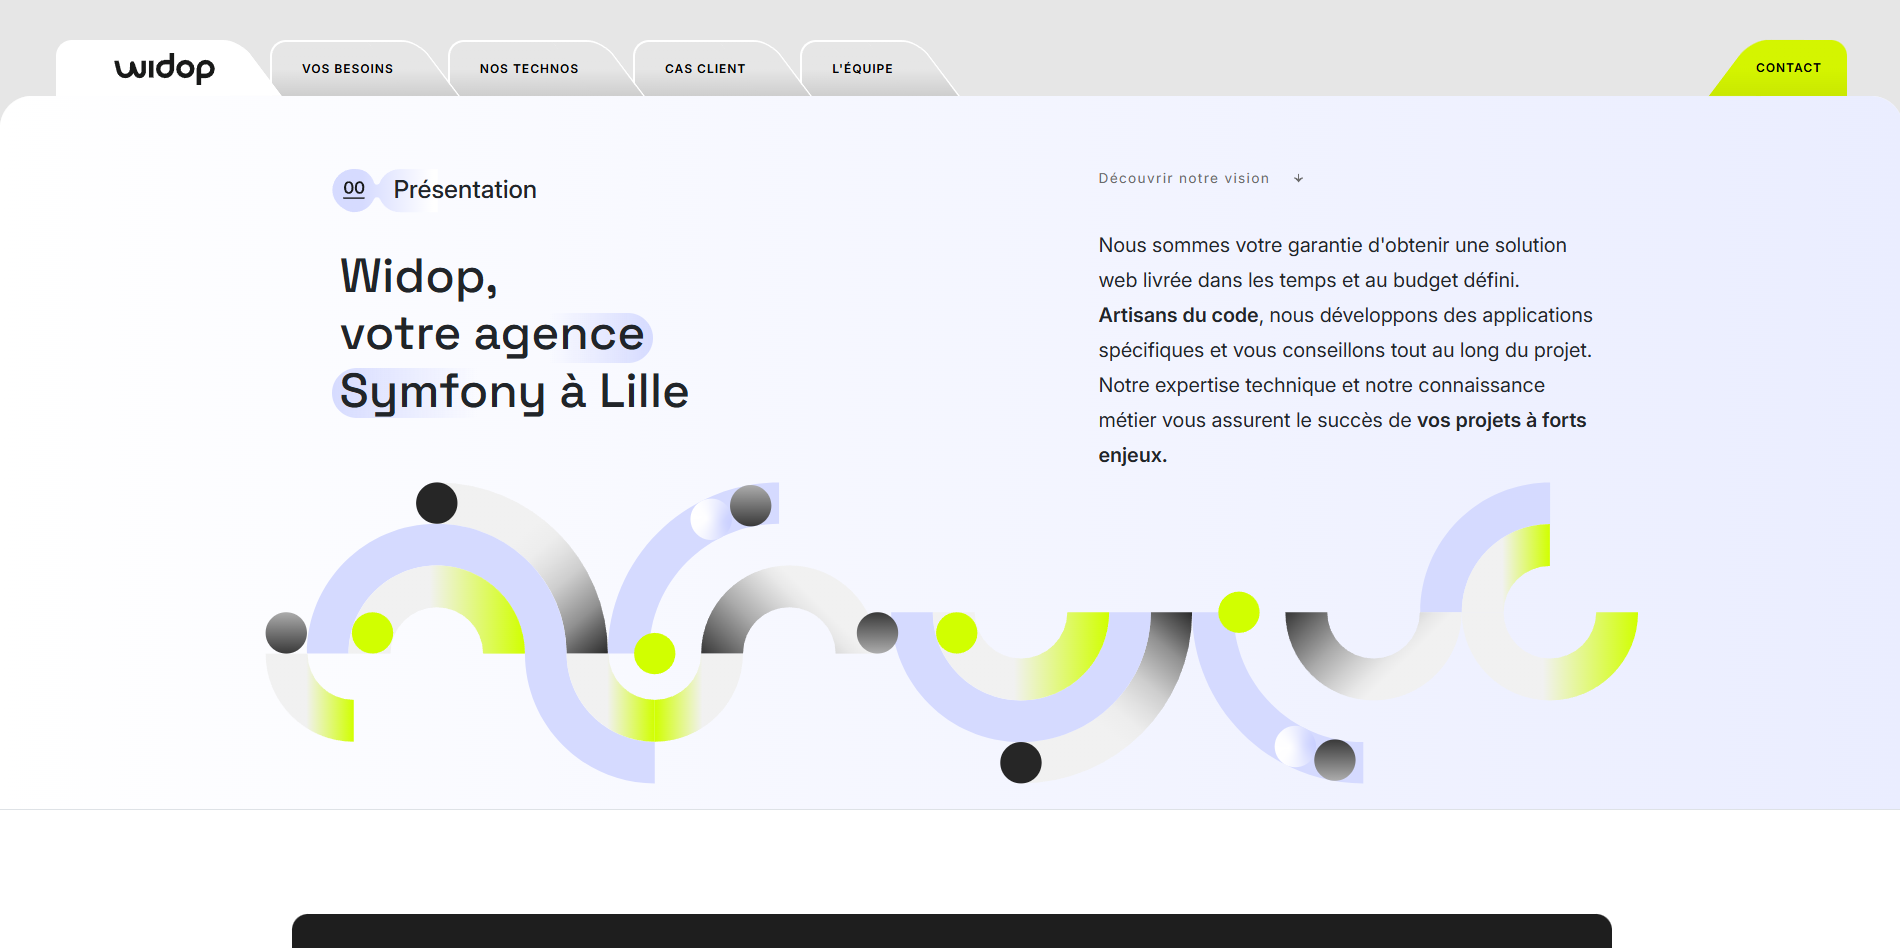 widop
VOS BESOINS
NOS TECHNOS
CAS CLIENT
L'ÉQUIPE
CONTACT
00
Présentation
Widop,
votre agence
Symfony à Lille
Découvrir notre vision
Nous sommes votre garantie d'obtenir une solution
web livrée dans les temps et au budget défini.
Artisans du code, nous développons des applications
spécifiques et vous conseillons tout au long du projet.
Notre expertise technique et notre connaissance
métier vous assurent le succès de vos projets à forts
enjeux.